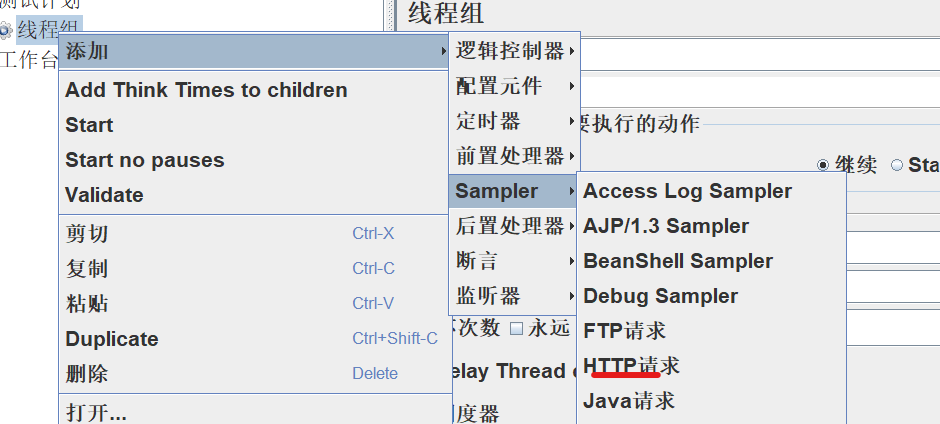 测试计划
线程组
工作台
线程组
要执行的动作
继续
Sta
添加
Add Think Times to children
Start
Start no pauses
Validate
剪切 Ctrl-X
复制 Ctrl-C
粘贴 Ctrl-V
Duplicate Ctrl+Shift-C
删除 Delete
打开...
逻辑控制器
配置元件
定时器
前置处理器
Sampler
后置处理器
断言
监听器
次数 永远
elay Thread
度器
Access Log Sampler
AJP/1.3 Sampler
BeanShell Sampler
Debug Sampler
FTP请求
HTTP请求
Java请求